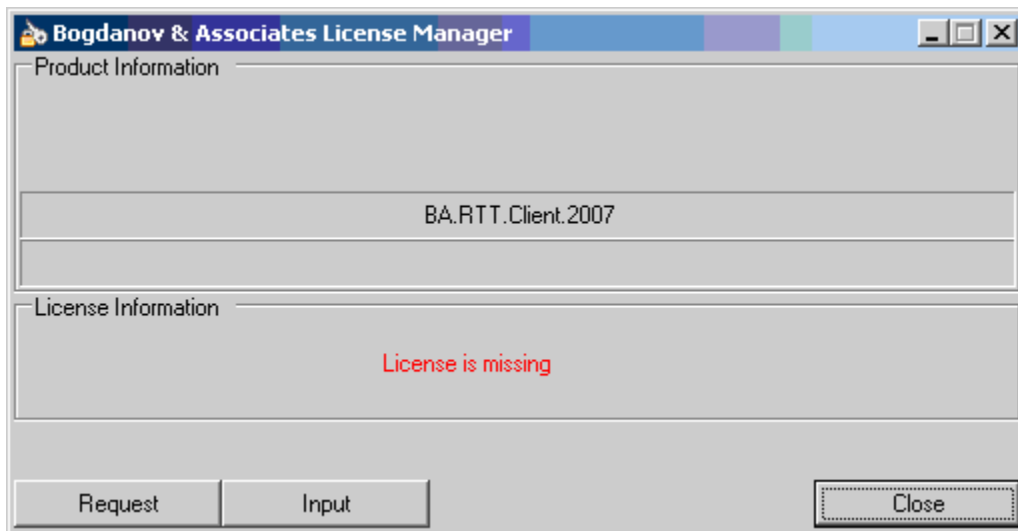 Bogdanov & Associates License Manager
Product Information
BA.RTT.Client.2007
License Information
License is missing
Request Input Close